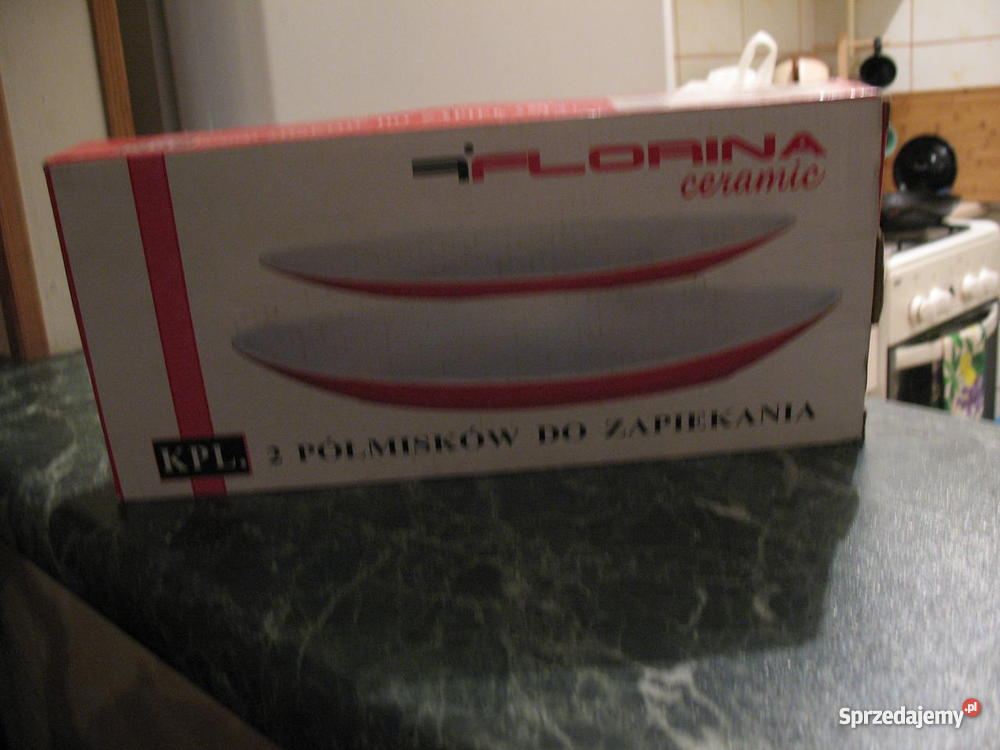 FLORINA
ceramic
KPL. 2 PÓŁMISKÓW DO ZAPIEKANIA
Sprzedajemy.pl